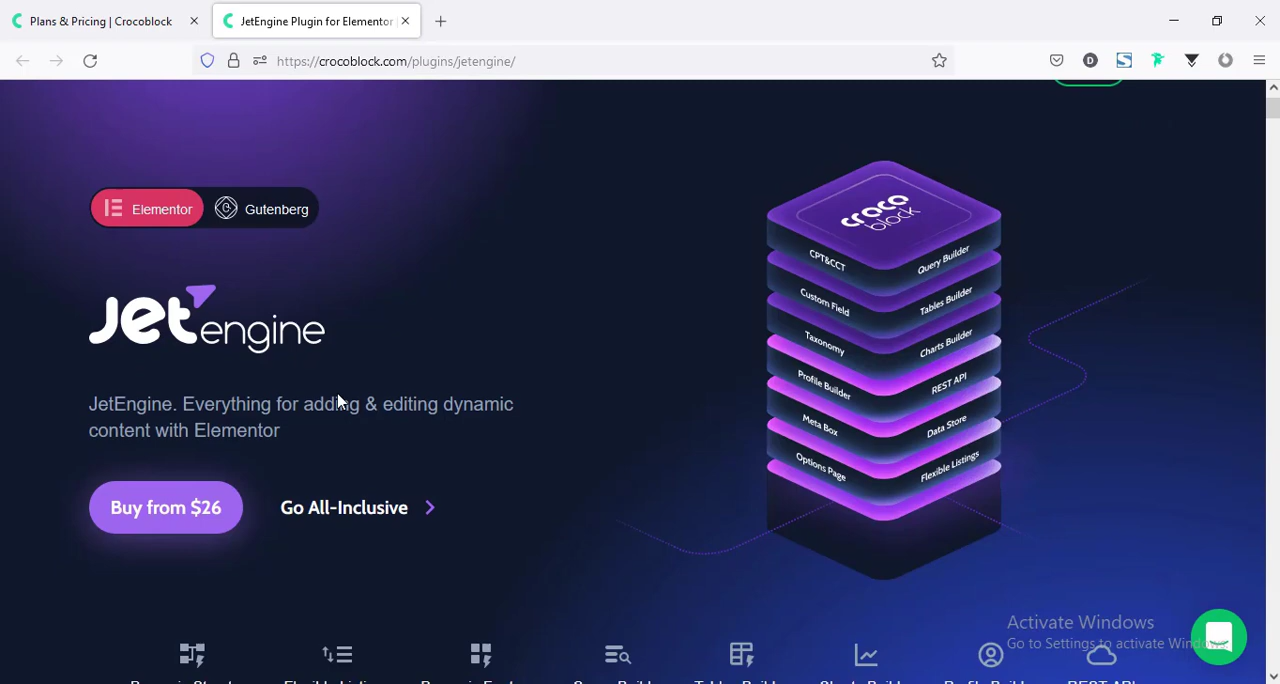 Plans & Pricing | Crocoblock
JetEngine Plugin for Elementor
https://crocoblock.com/plugins/jetengine/
Elementor
Gutenberg
Jet engine
JetEngine. Everything for adding & editing dynamic
content with Elementor
Buy from $26
Go All-Inclusive
croco
block
CPT&CCT
Query Builder
Custom Field
Tables Builder
Taxonomy
Charts Builder
Profile Builder
REST API
Meta Box
Data Store
Options Page
Flexible Listings
Activate Windows
Go to Settings to activate Windows